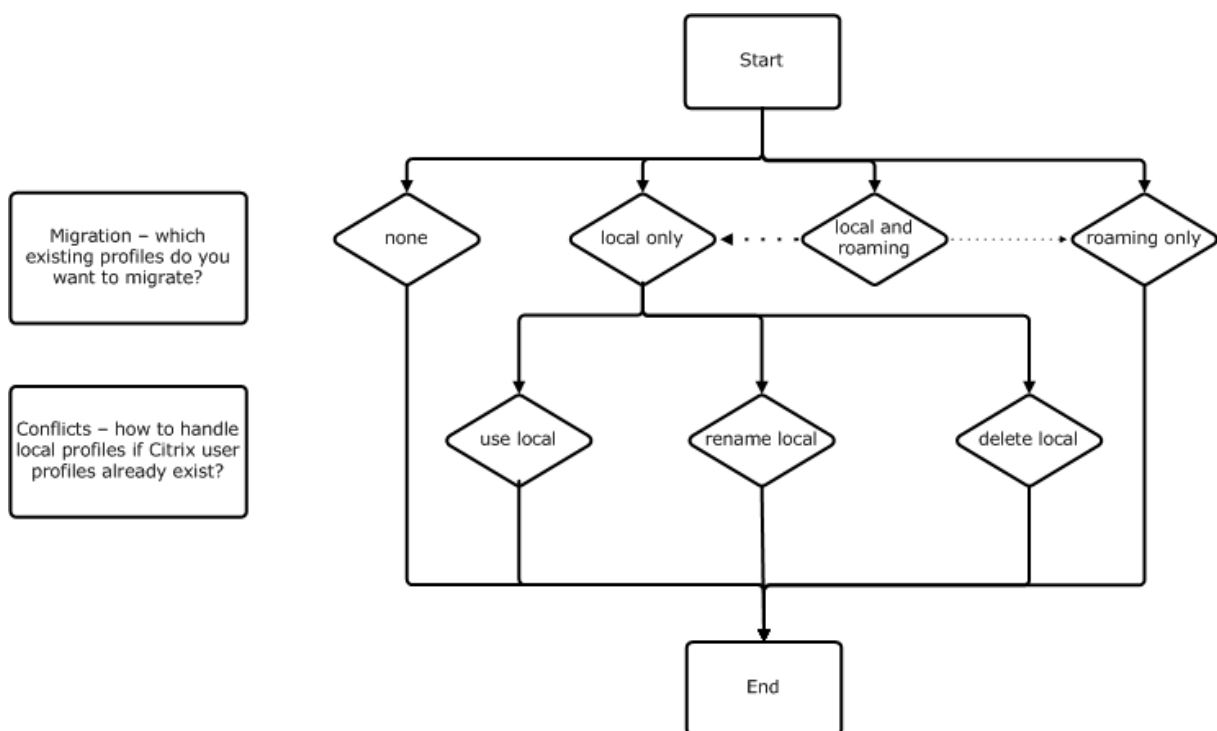 Start
Migration – which
existing profiles do you
want to migrate?
none
local only
local and
roaming
roaming only
Conflicts – how to handle
local profiles if Citrix user
profiles already exist?
use local
rename local
delete local
End